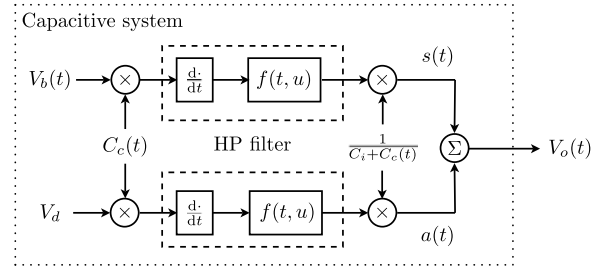 Capacitive system
V_b(t) × d·/dt f(t, u) × s(t)
C_c(t) HP filter 1/(C_i+C_c(t)) Σ V_o(t)
V_d × d·/dt f(t, u) × a(t)